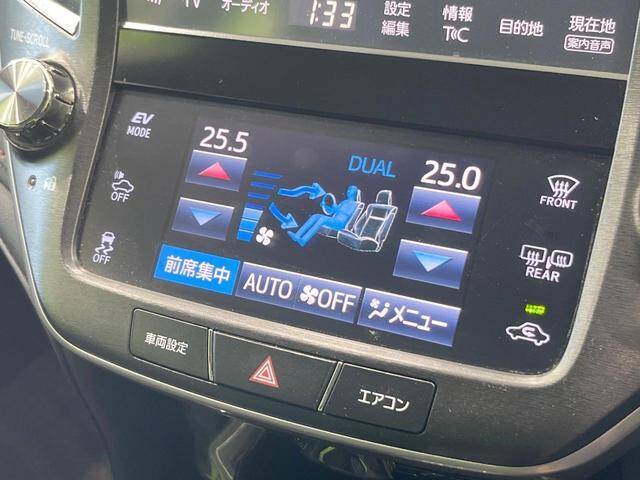 TV オーディオ 1:33 設定 編集 情報 TC 目的地 現在地
案内音声
TUNE・SCROLL
EV MODE
25.5
DUAL
25.0
OFF
FRONT
OFF
REAR
前席集中 AUTO OFF メニュー
車両設定
エアコン